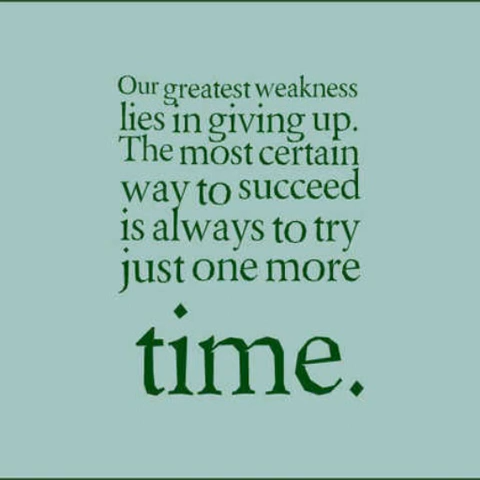 Our greatest weakness
lies in giving up.
The most certain
way to succeed
is always to try
just one more
time.